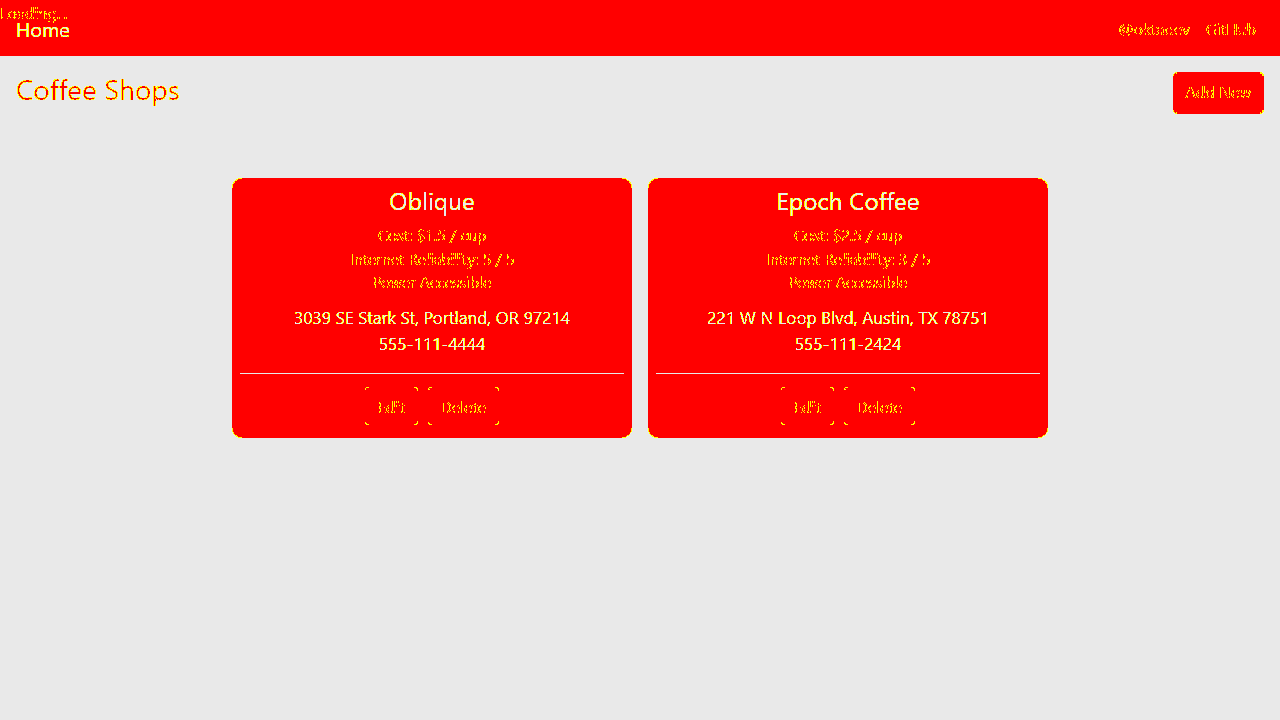 Loading...
Home
GitHub
Coffee Shops
Add New
Oblique
Cost: $1.5 / cup
Internet Reliability: 5 / 5
Power Accessible
3039 SE Stark St, Portland, OR 97214
555-111-4444
Edit Delete
Epoch Coffee
Cost: $2.5 / cup
Internet Reliability: 3 / 5
Power Accessible
221 W N Loop Blvd, Austin, TX 78751
555-111-2424
Edit Delete